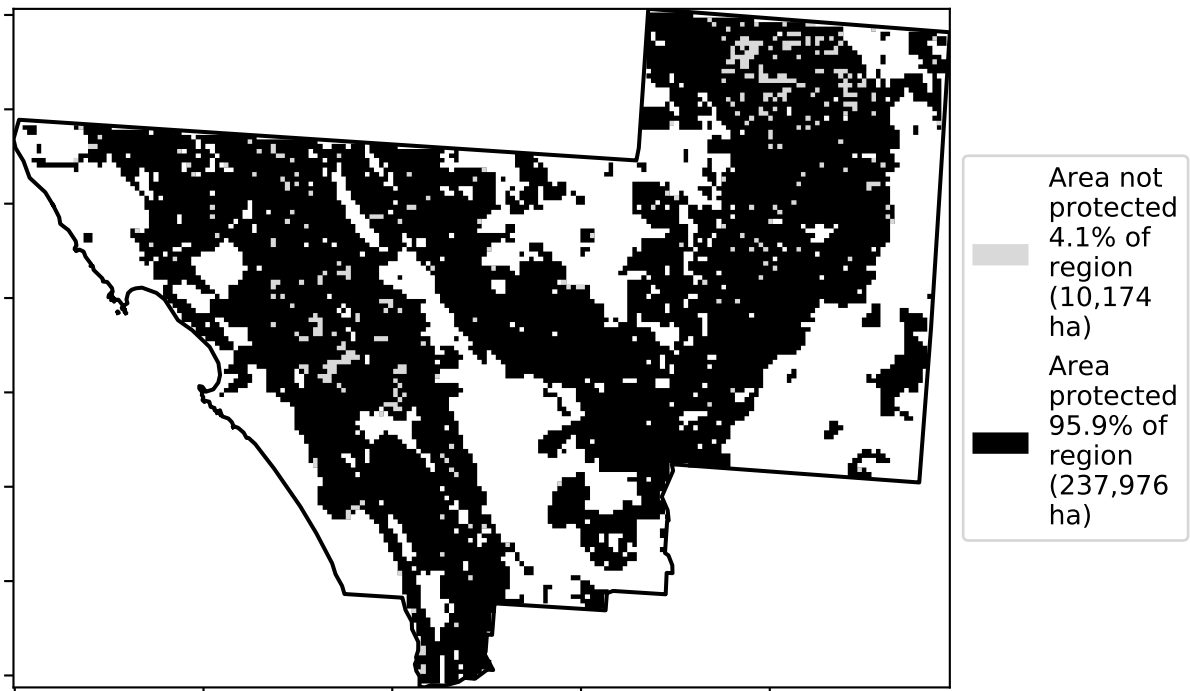 Area not
protected
4.1% of
region
(10,174
ha)
Area
protected
95.9% of
region
(237,976
ha)